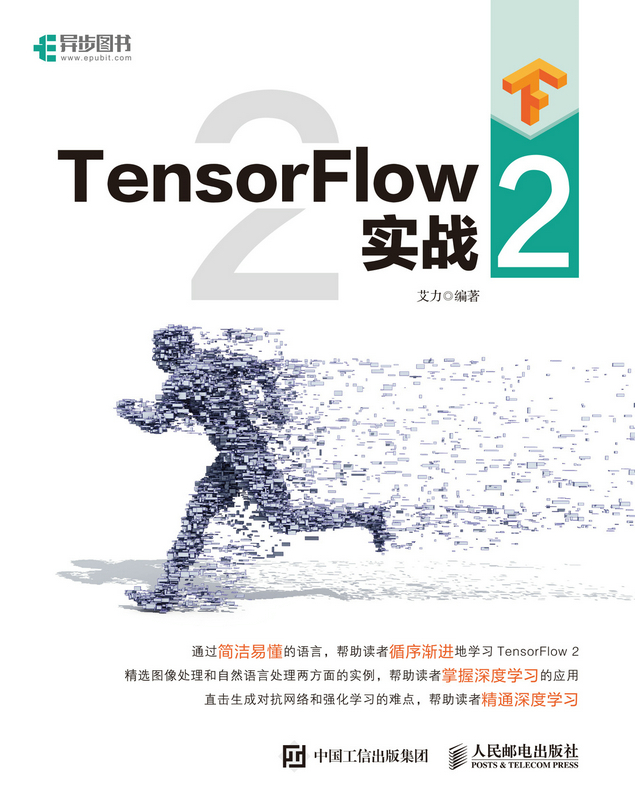 异步图书
www.epubit.com
2
TensorFlow 2
实战
艾力◎编著
通过简洁易懂的语言，帮助读者循序渐进地学习 TensorFlow 2
精选图像处理和自然语言处理两方面的实例，帮助读者掌握深度学习的应用
直击生成对抗网络和强化学习的难点，帮助读者精通深度学习
中国工信出版集团
人民邮电出版社
POSTS & TELECOM PRESS